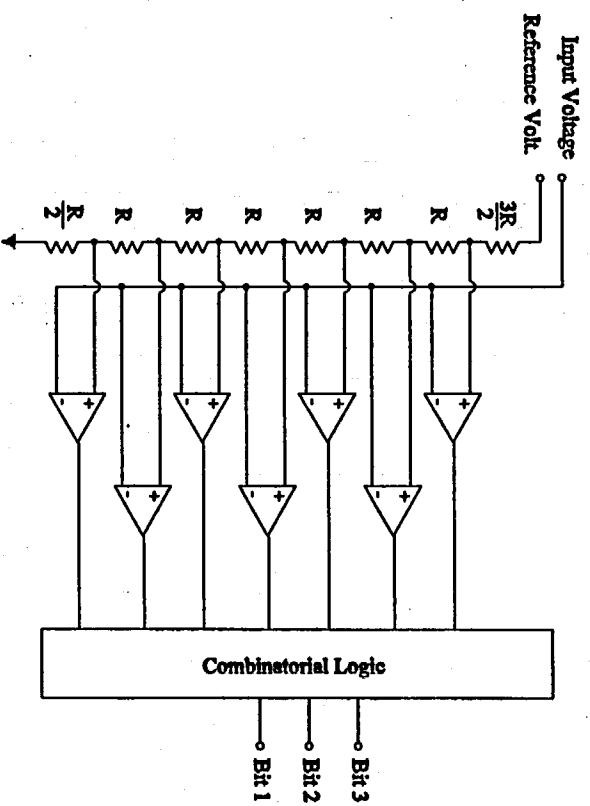 Input Voltage
Reference Volt.
3R
2
R
R
R
R
R
R
R
2
+
-
+
-
+
-
+
-
+
-
+
-
+
-
Combinatorial Logic
Bit 3
Bit 2
Bit 1